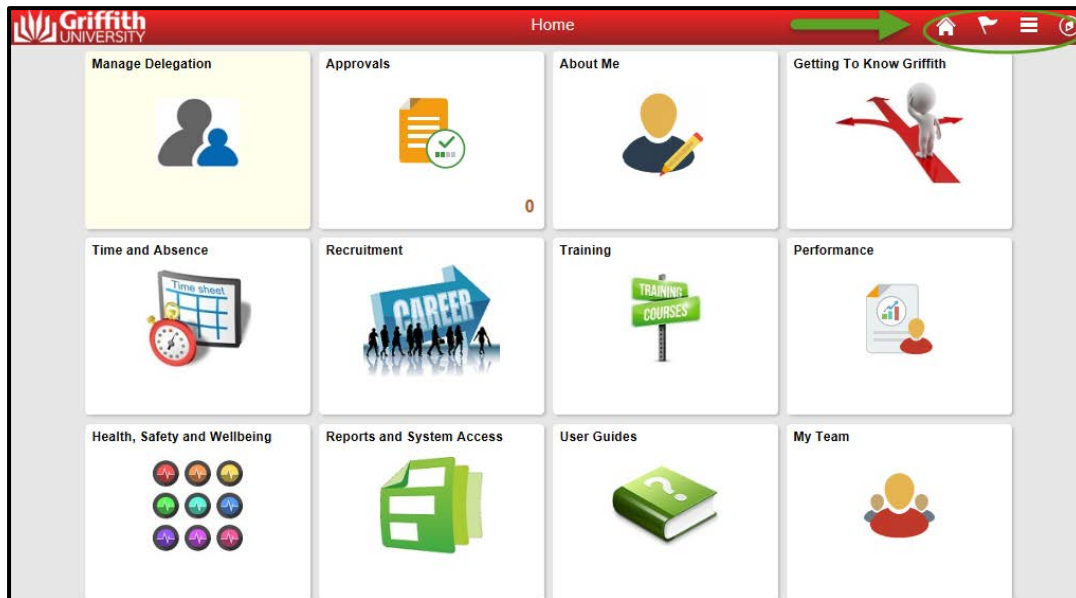 Griffith
UNIVERSITY
Home
Manage Delegation
Approvals
About Me
Getting To Know Griffith
0
Time and Absence
Recruitment
Training
Performance
Time sheet
CAREER
TRAINING
COURSES
Health, Safety and Wellbeing
Reports and System Access
User Guides
My Team
?